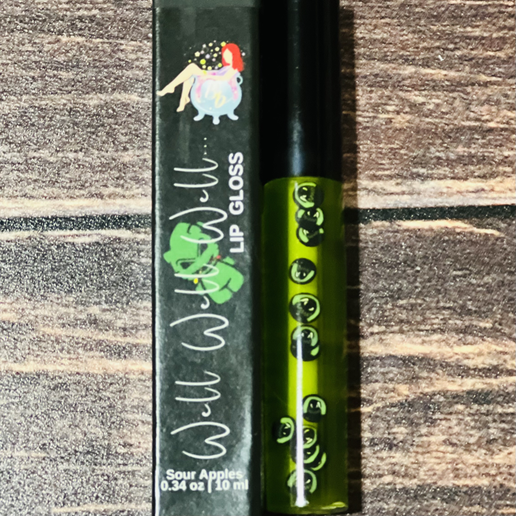 Well Well Well...
LIP GLOSS
Sour Apples
0.34 oz | 10 ml